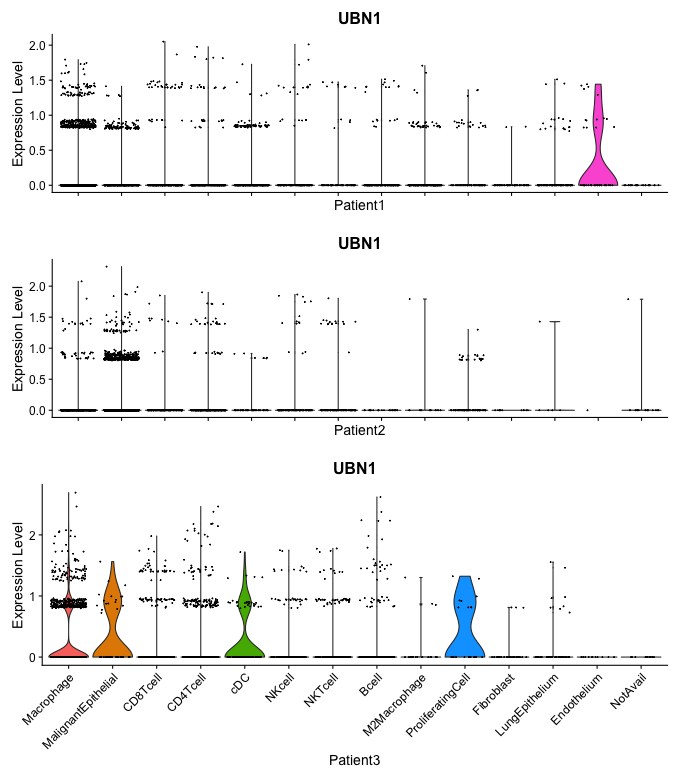 UBN1
Expression Level
2.0
1.5
1.0
0.5
0.0
Patient1
UBN1
Expression Level
2.0
1.5
1.0
0.5
0.0
Patient2
UBN1
Expression Level
2
1
0
Macrophage
MalignantEpithelial
CD8Tcell
CD4Tcell
cDC
NKcell
NKTcell
Bcell
M2Macrophage
ProliferatingCell
Fibroblast
LungEpithelium
Endothelium
NotAvail
Patient3